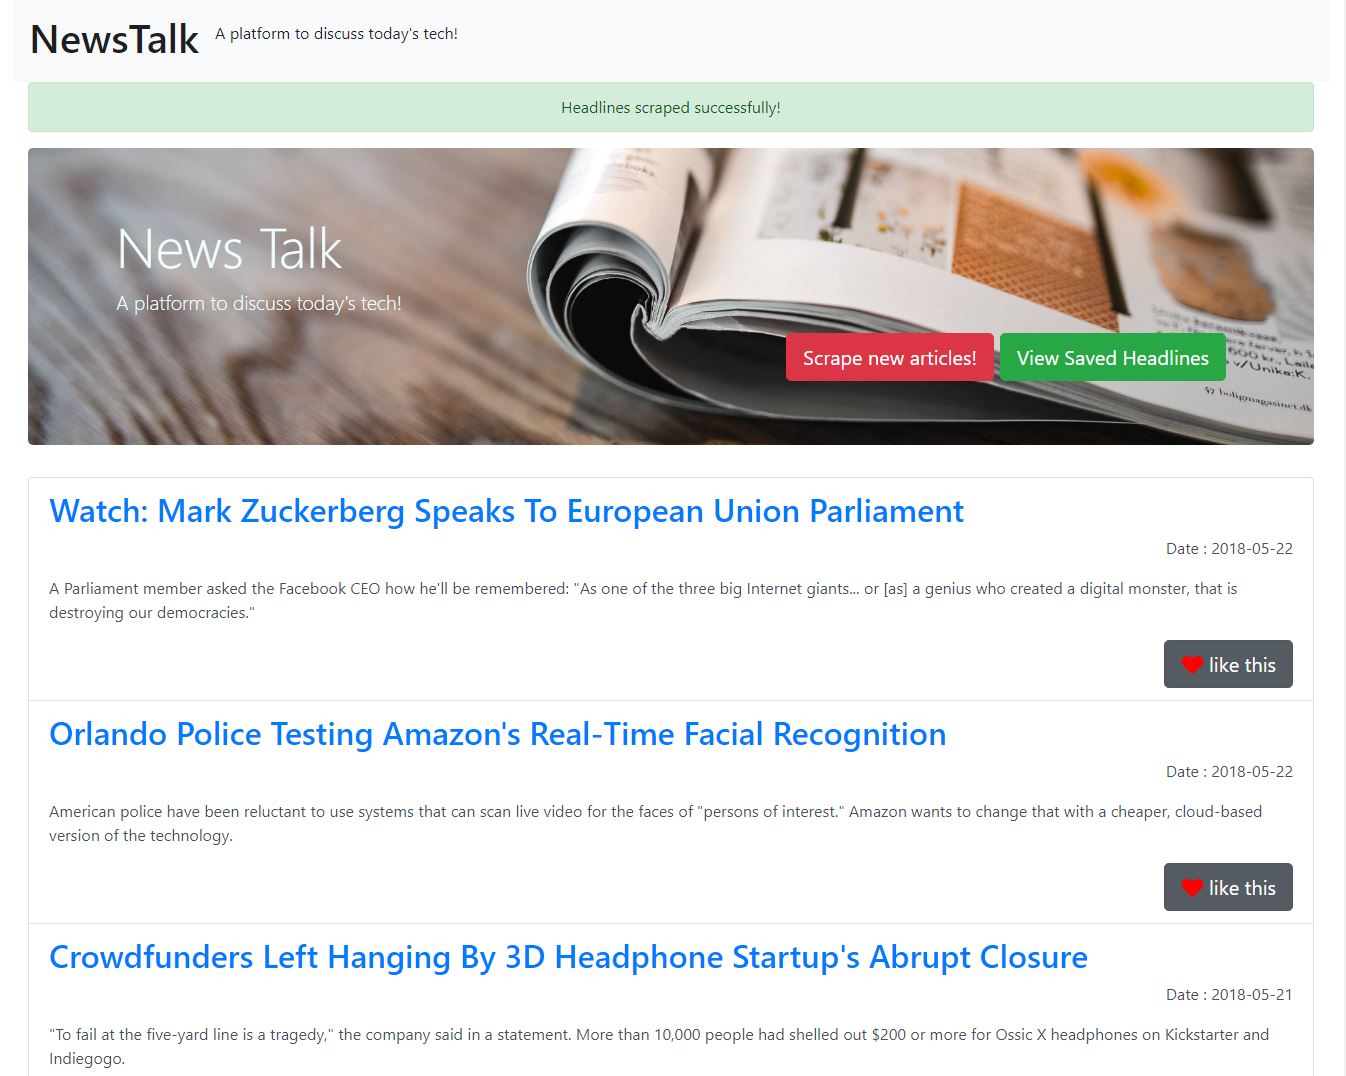 NewsTalk A platform to discuss today's tech!
Headlines scraped successfully!
News Talk
A platform to discuss today's tech!
Scrape new articles! View Saved Headlines
v/Unika:K.
57 boligmagasinet.dk
Watch: Mark Zuckerberg Speaks To European Union Parliament
Date : 2018-05-22
A Parliament member asked the Facebook CEO how he'll be remembered: "As one of the three big Internet giants... or [as] a genius who created a digital monster, that is
destroying our democracies."
like this
Orlando Police Testing Amazon's Real-Time Facial Recognition
Date : 2018-05-22
American police have been reluctant to use systems that can scan live video for the faces of "persons of interest." Amazon wants to change that with a cheaper, cloud-based
version of the technology.
like this
Crowdfunders Left Hanging By 3D Headphone Startup's Abrupt Closure
Date : 2018-05-21
"To fail at the five-yard line is a tragedy," the company said in a statement. More than 10,000 people had shelled out $200 or more for Ossic X headphones on Kickstarter and
Indiegogo.